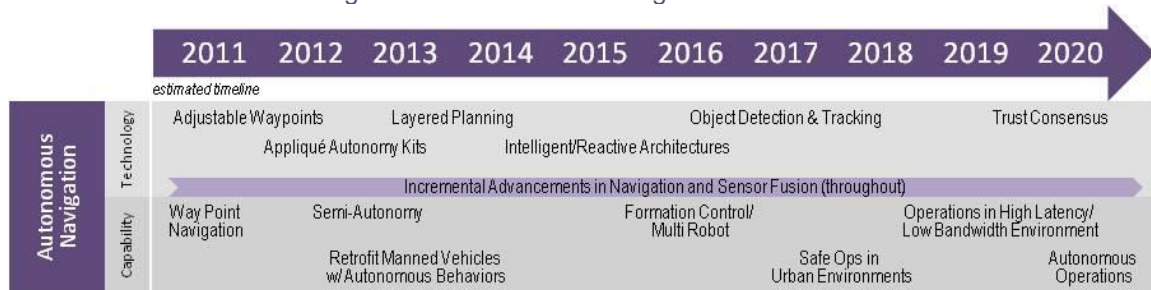 2011 2012 2013 2014 2015 2016 2017 2018 2019 2020
estimated timeline
Autonomous
Navigation
Technology
Adjustable Waypoints Layered Planning Object Detection & Tracking Trust Consensus
Appliqué Autonomy Kits Intelligent/Reactive Architectures
Incremental Advancements in Navigation and Sensor Fusion (throughout)
Capability
Way Point
Navigation
Semi-Autonomy
Formation Control/
Multi Robot
Operations in High Latency/
Low Bandwidth Environment
Retrofit Manned Vehicles
w/Autonomous Behaviors
Safe Ops in
Urban Environments
Autonomous
Operations